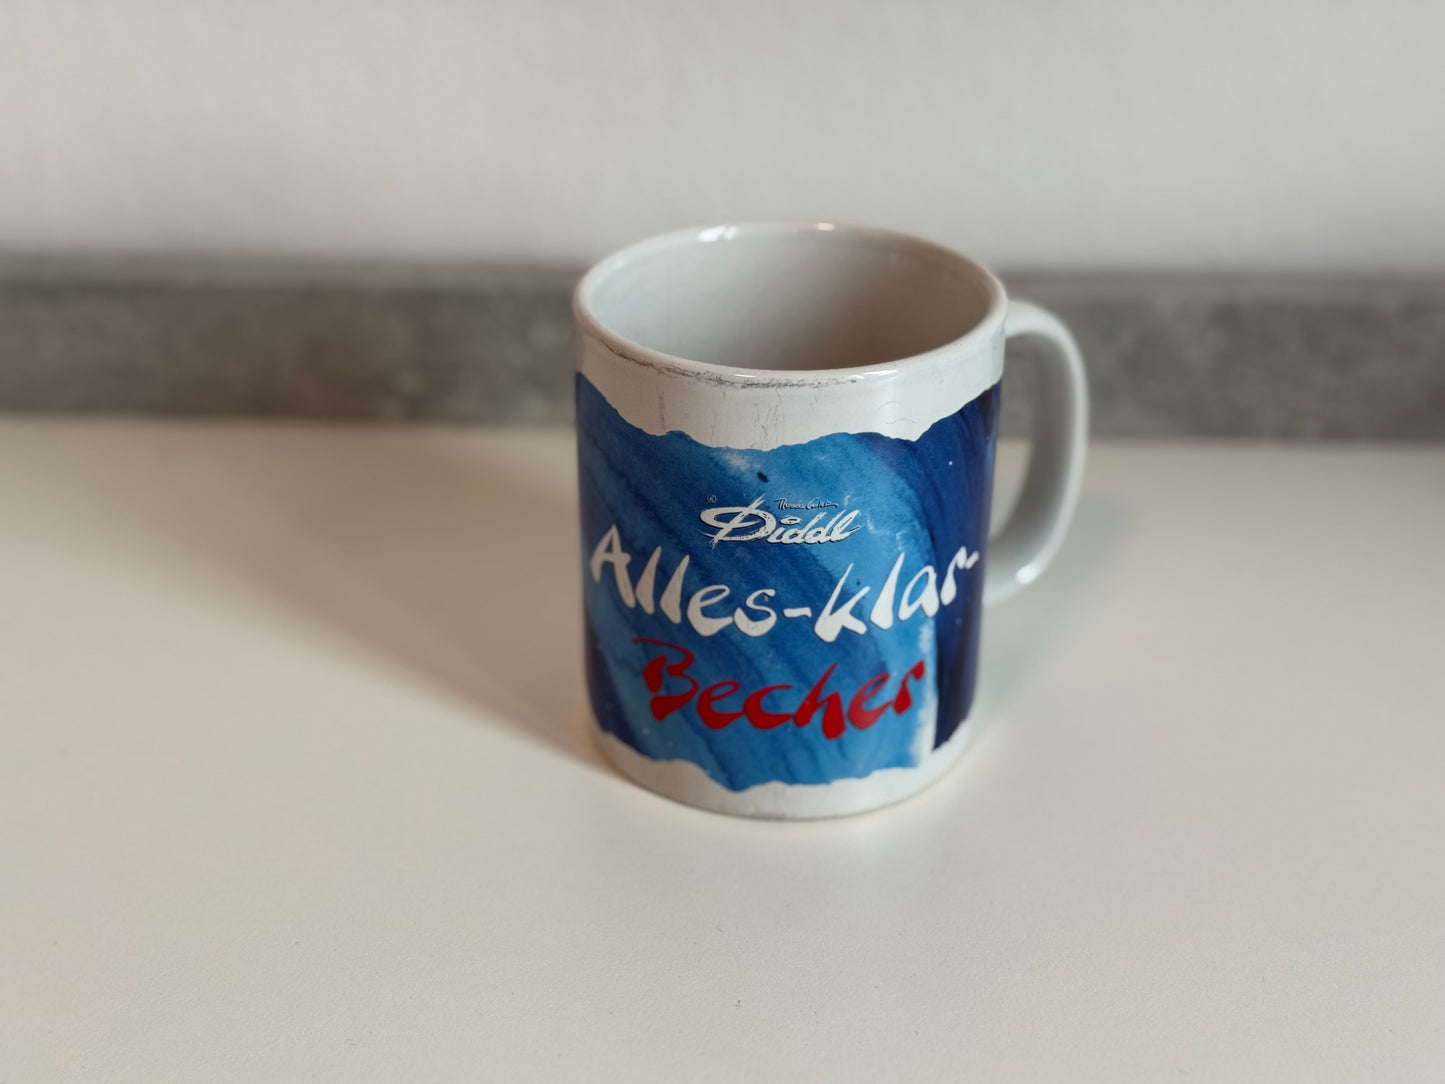 Diddl
Alles-klar-
Becher